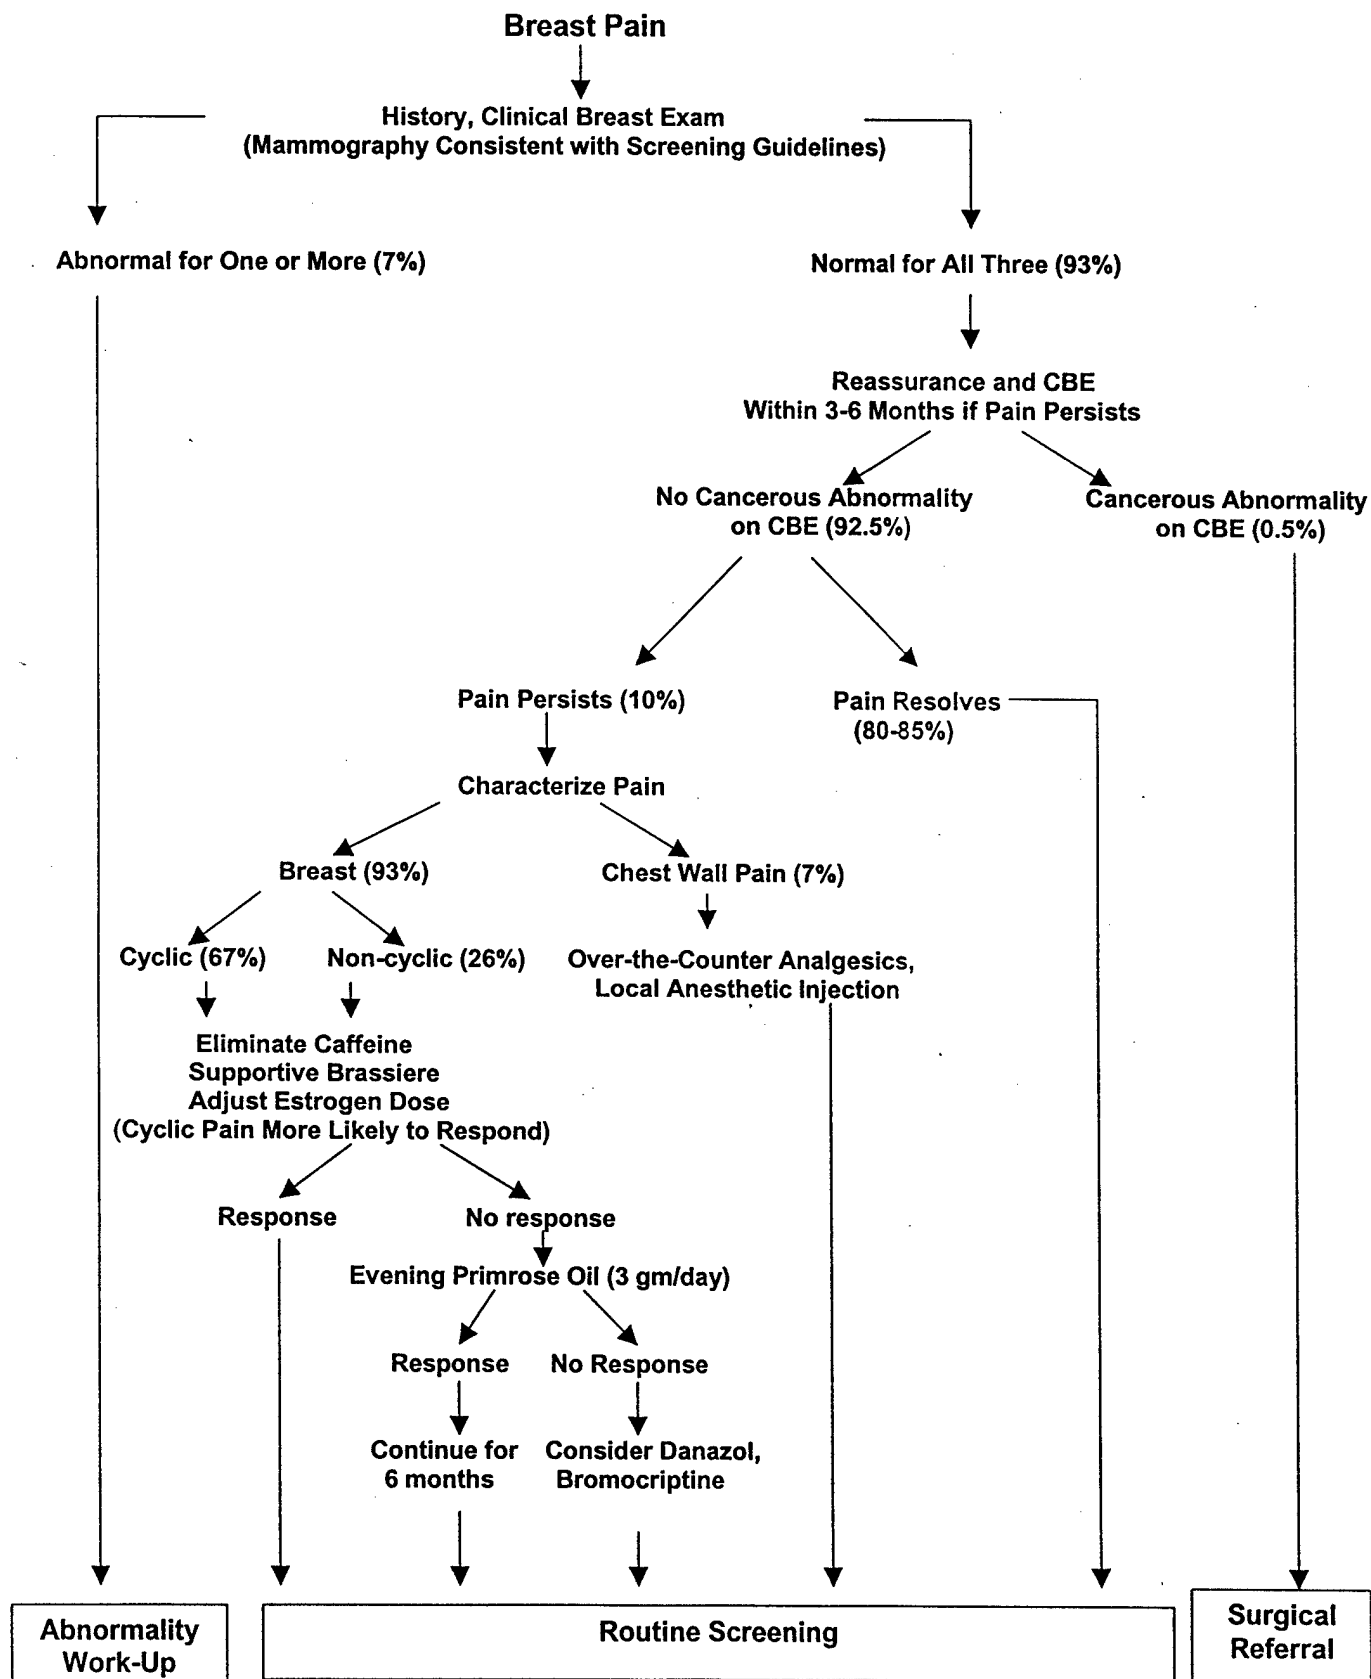 Breast Pain
History, Clinical Breast Exam
(Mammography Consistent with Screening Guidelines)
Abnormal for One or More (7%)
Normal for All Three (93%)
Reassurance and CBE
Within 3-6 Months if Pain Persists
No Cancerous Abnormality
on CBE (92.5%)
Cancerous Abnormality
on CBE (0.5%)
Pain Persists (10%)
Pain Resolves
(80-85%)
Characterize Pain
Breast (93%)
Chest Wall Pain (7%)
Cyclic (67%)
Non-cyclic (26%)
Over-the-Counter Analgesics,
Local Anesthetic Injection
Eliminate Caffeine
Supportive Brassiere
Adjust Estrogen Dose
(Cyclic Pain More Likely to Respond)
Response
No response
Evening Primrose Oil (3 gm/day)
Response
No Response
Continue for
6 months
Consider Danazol,
Bromocriptine
Abnormality
Work-Up
Routine Screening
Surgical
Referral